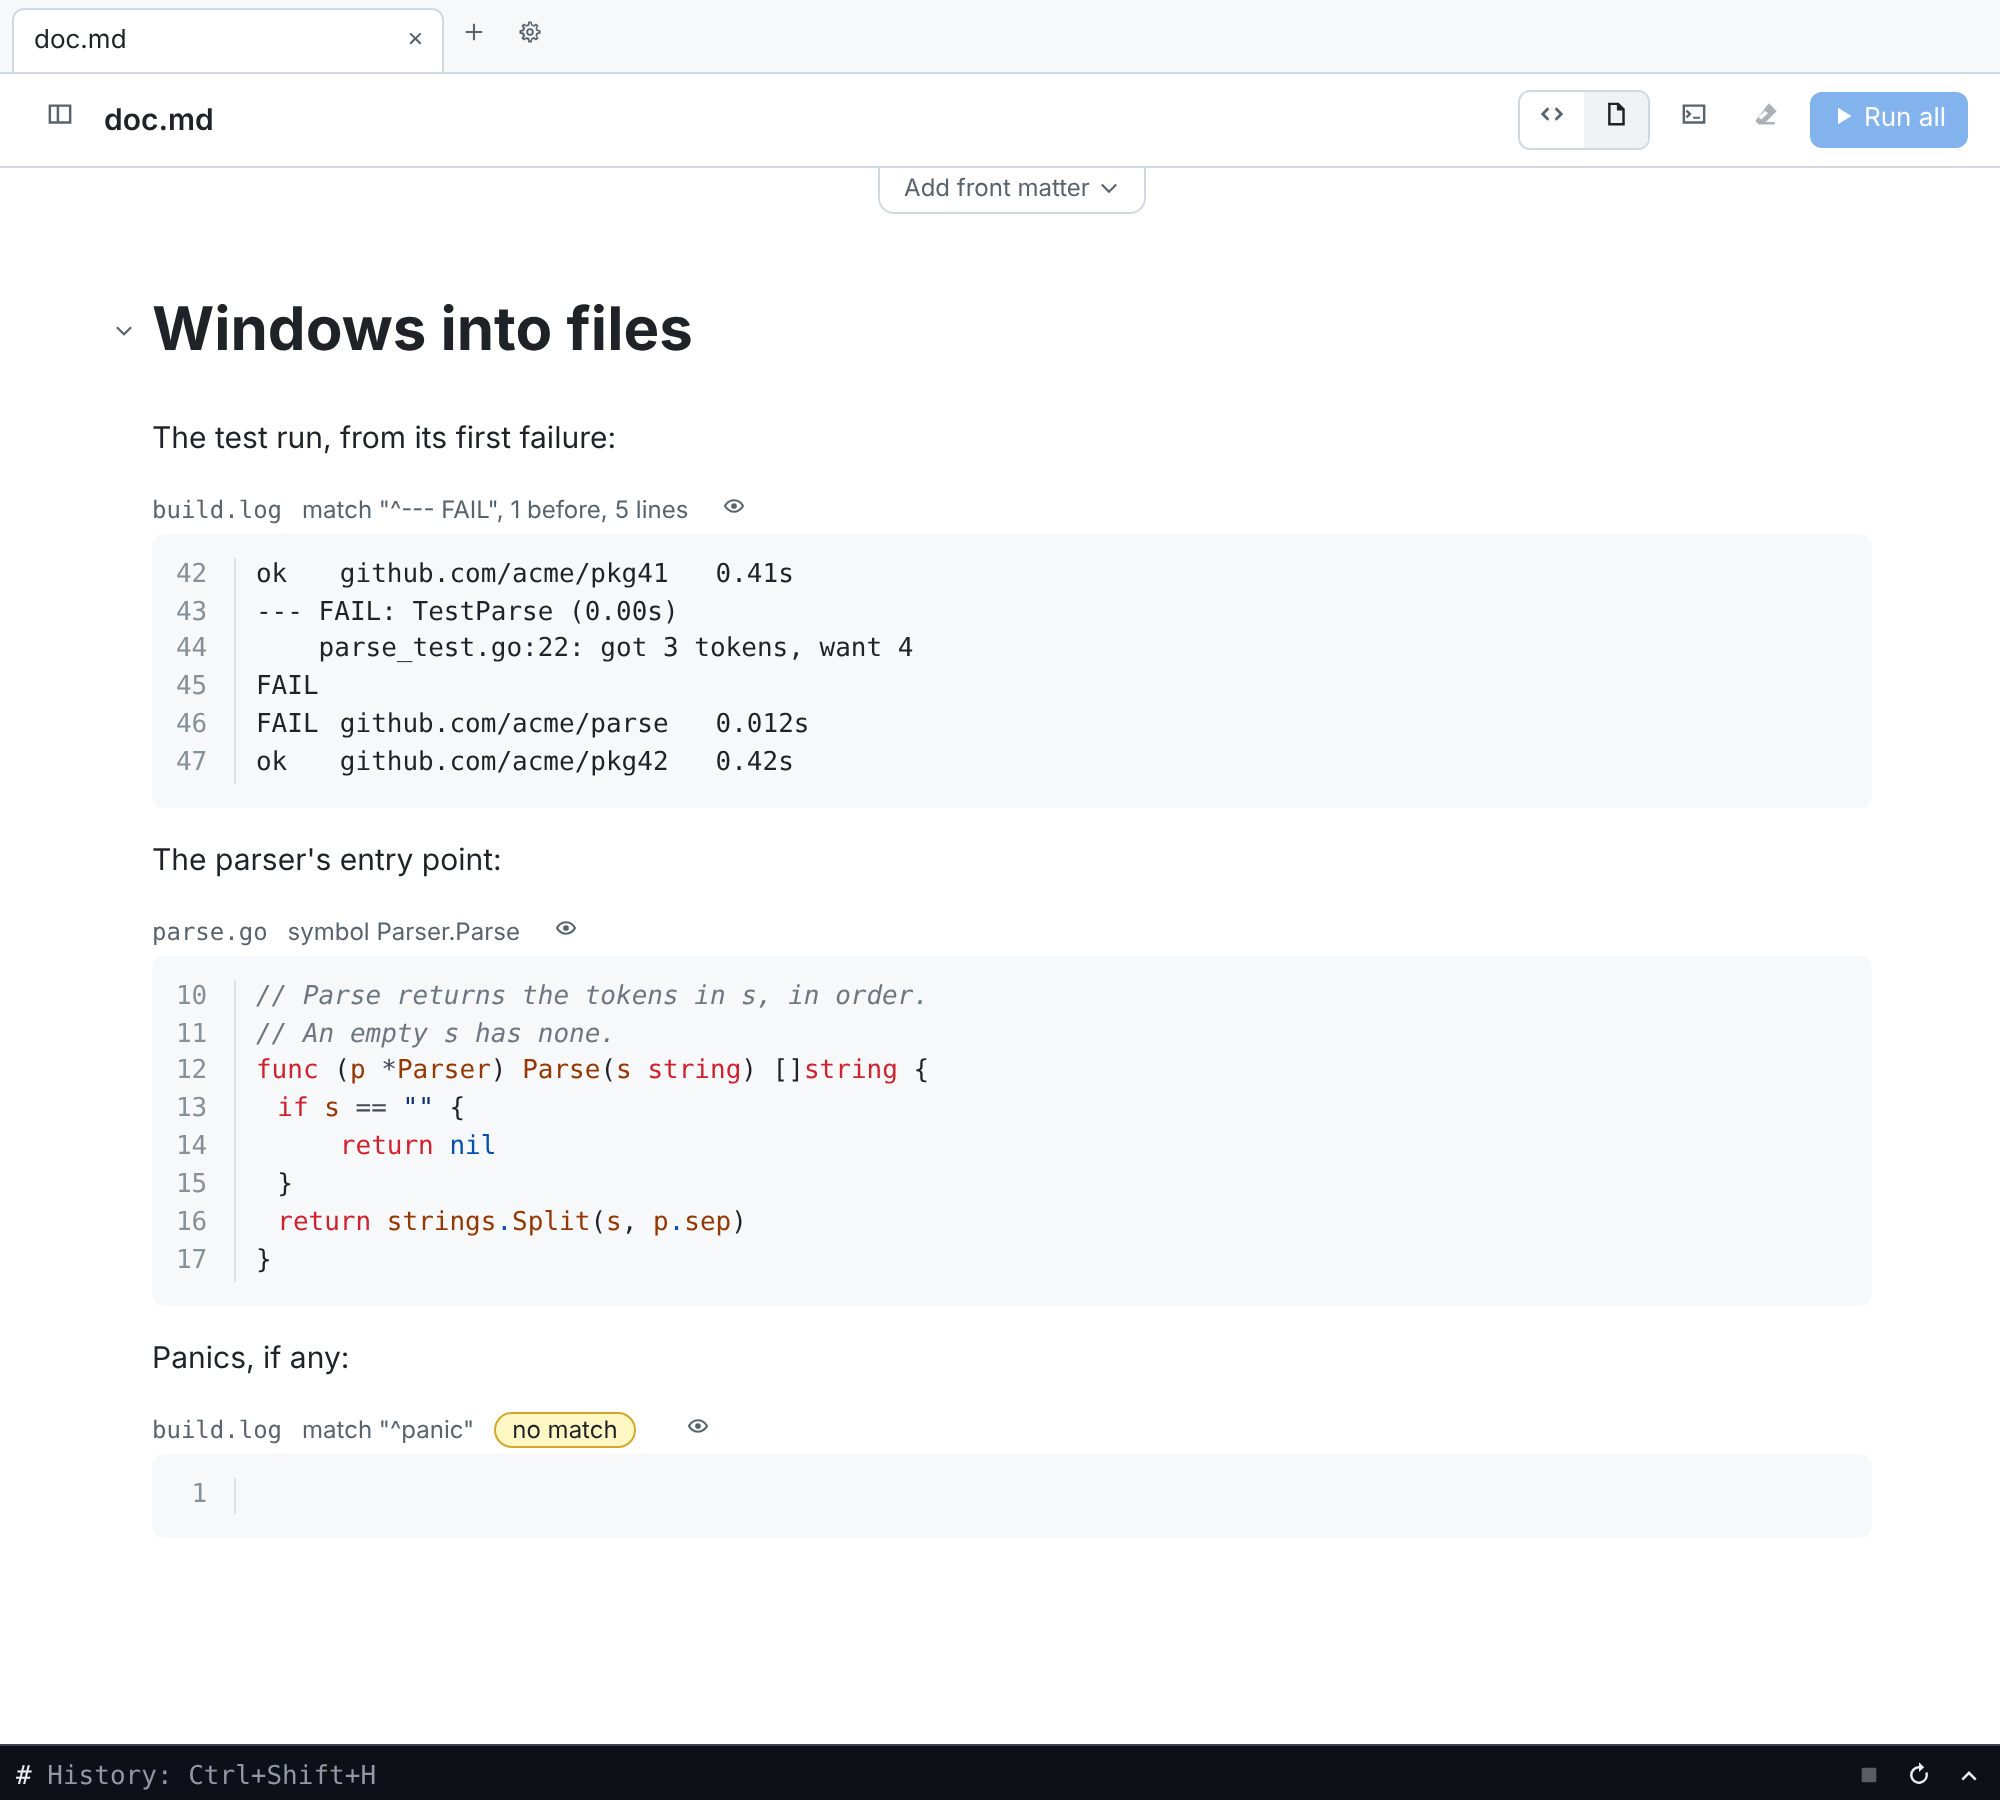 doc.md
doc.md
Run all
Add front matter
Windows into files
The test run, from its first failure:
build.log match "^--- FAIL", 1 before, 5 lines
42 ok github.com/acme/pkg41 0.41s
43 --- FAIL: TestParse (0.00s)
44 parse_test.go:22: got 3 tokens, want 4
45 FAIL
46 FAIL github.com/acme/parse 0.012s
47 ok github.com/acme/pkg42 0.42s
The parser's entry point:
parse.go symbol Parser.Parse
10 // Parse returns the tokens in s, in order.
11 // An empty s has none.
12 func (p *Parser) Parse(s string) []string {
13 if s == "" {
14 return nil
15 }
16 return strings.Split(s, p.sep)
17 }
Panics, if any:
build.log match "^panic" no match
1
# History: Ctrl+Shift+H